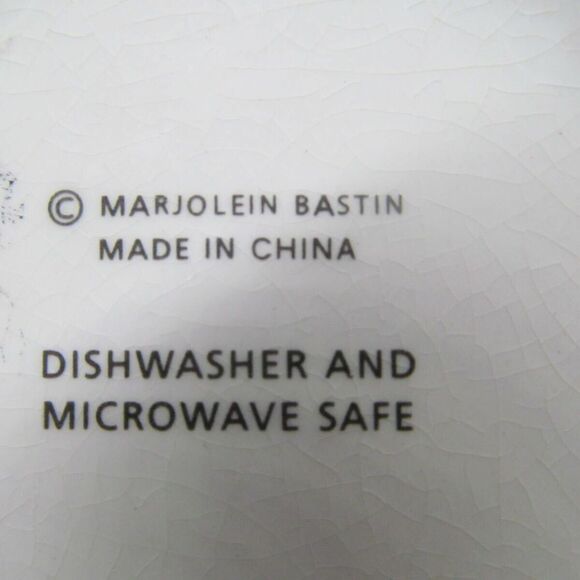 © MARJOLEIN BASTIN
MADE IN CHINA
DISHWASHER AND
MICROWAVE SAFE